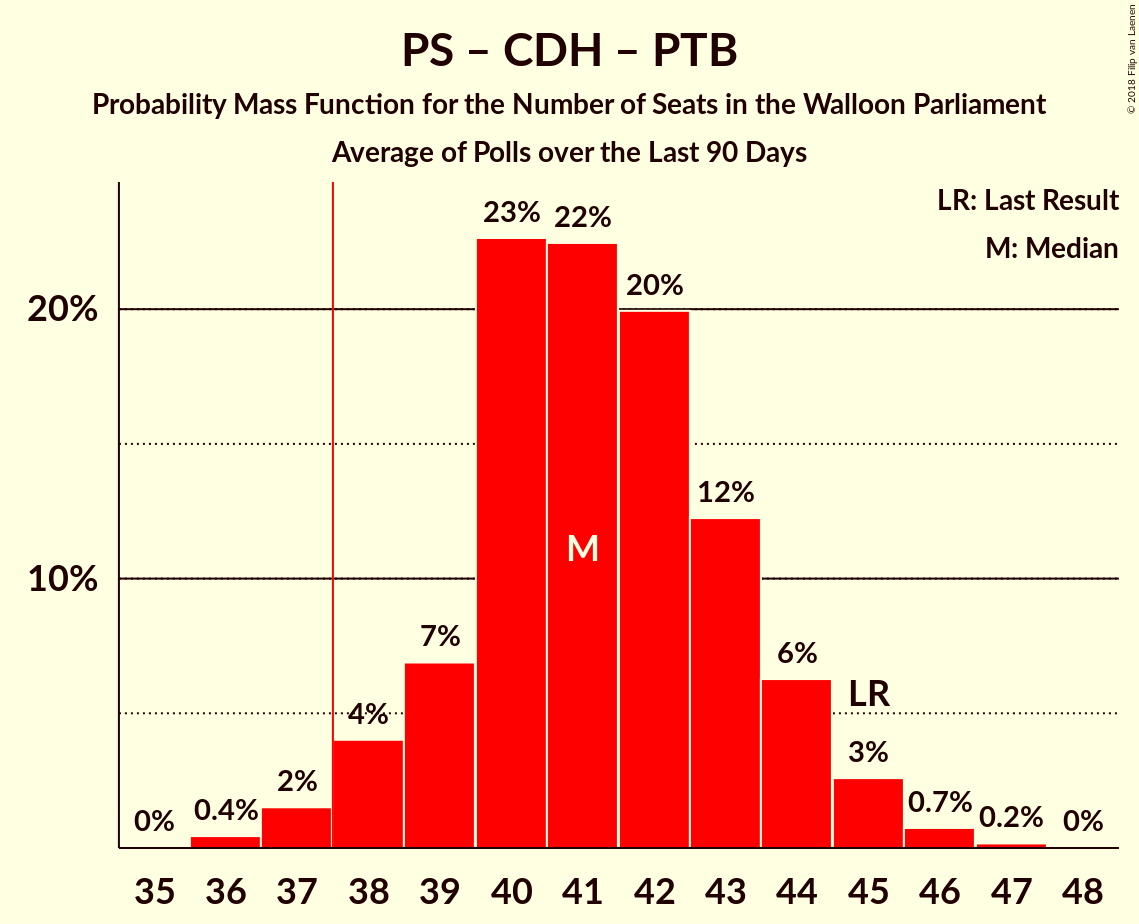 PS – CDH – PTB
Probability Mass Function for the Number of Seats in the Walloon Parliament
Average of Polls over the Last 90 Days
© 2018 Filip van Laenen
LR: Last Result
M: Median
20%
10%
0%
0.4%
2%
4%
7%
23%
22%
20%
12%
6%
3%
0.7%
0.2%
0%
M
LR
35 36 37 38 39 40 41 42 43 44 45 46 47 48